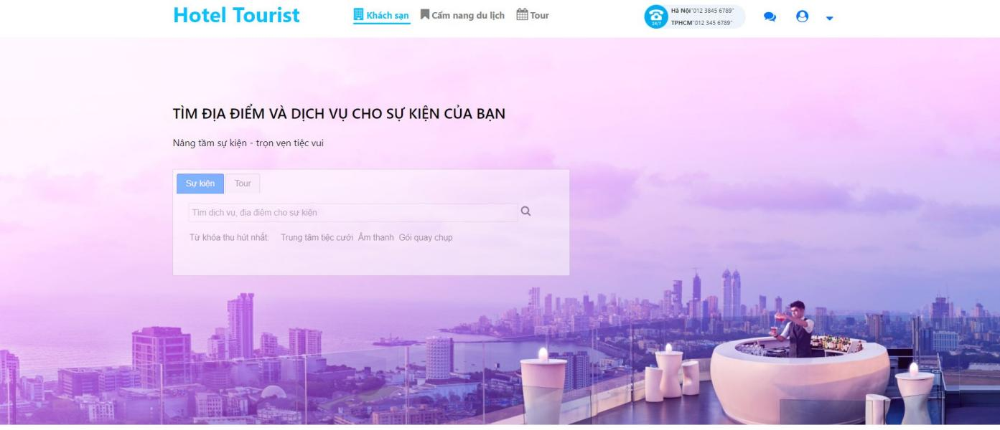 Hotel Tourist
Khách sạn
Cẩm nang du lịch
Tour
24/7
Hà Nội"012 3845 6789"
TPHCM"012 345 6789"
TÌM ĐỊA ĐIỂM VÀ DỊCH VỤ CHO SỰ KIỆN CỦA BẠN
Nâng tầm sự kiện - trọn vẹn tiệc vui
Sự kiện
Tour
Tìm dịch vụ, địa điểm cho sự kiện
Từ khóa thu hút nhất: Trung tâm tiệc cưới Âm thanh Gói quay chụp